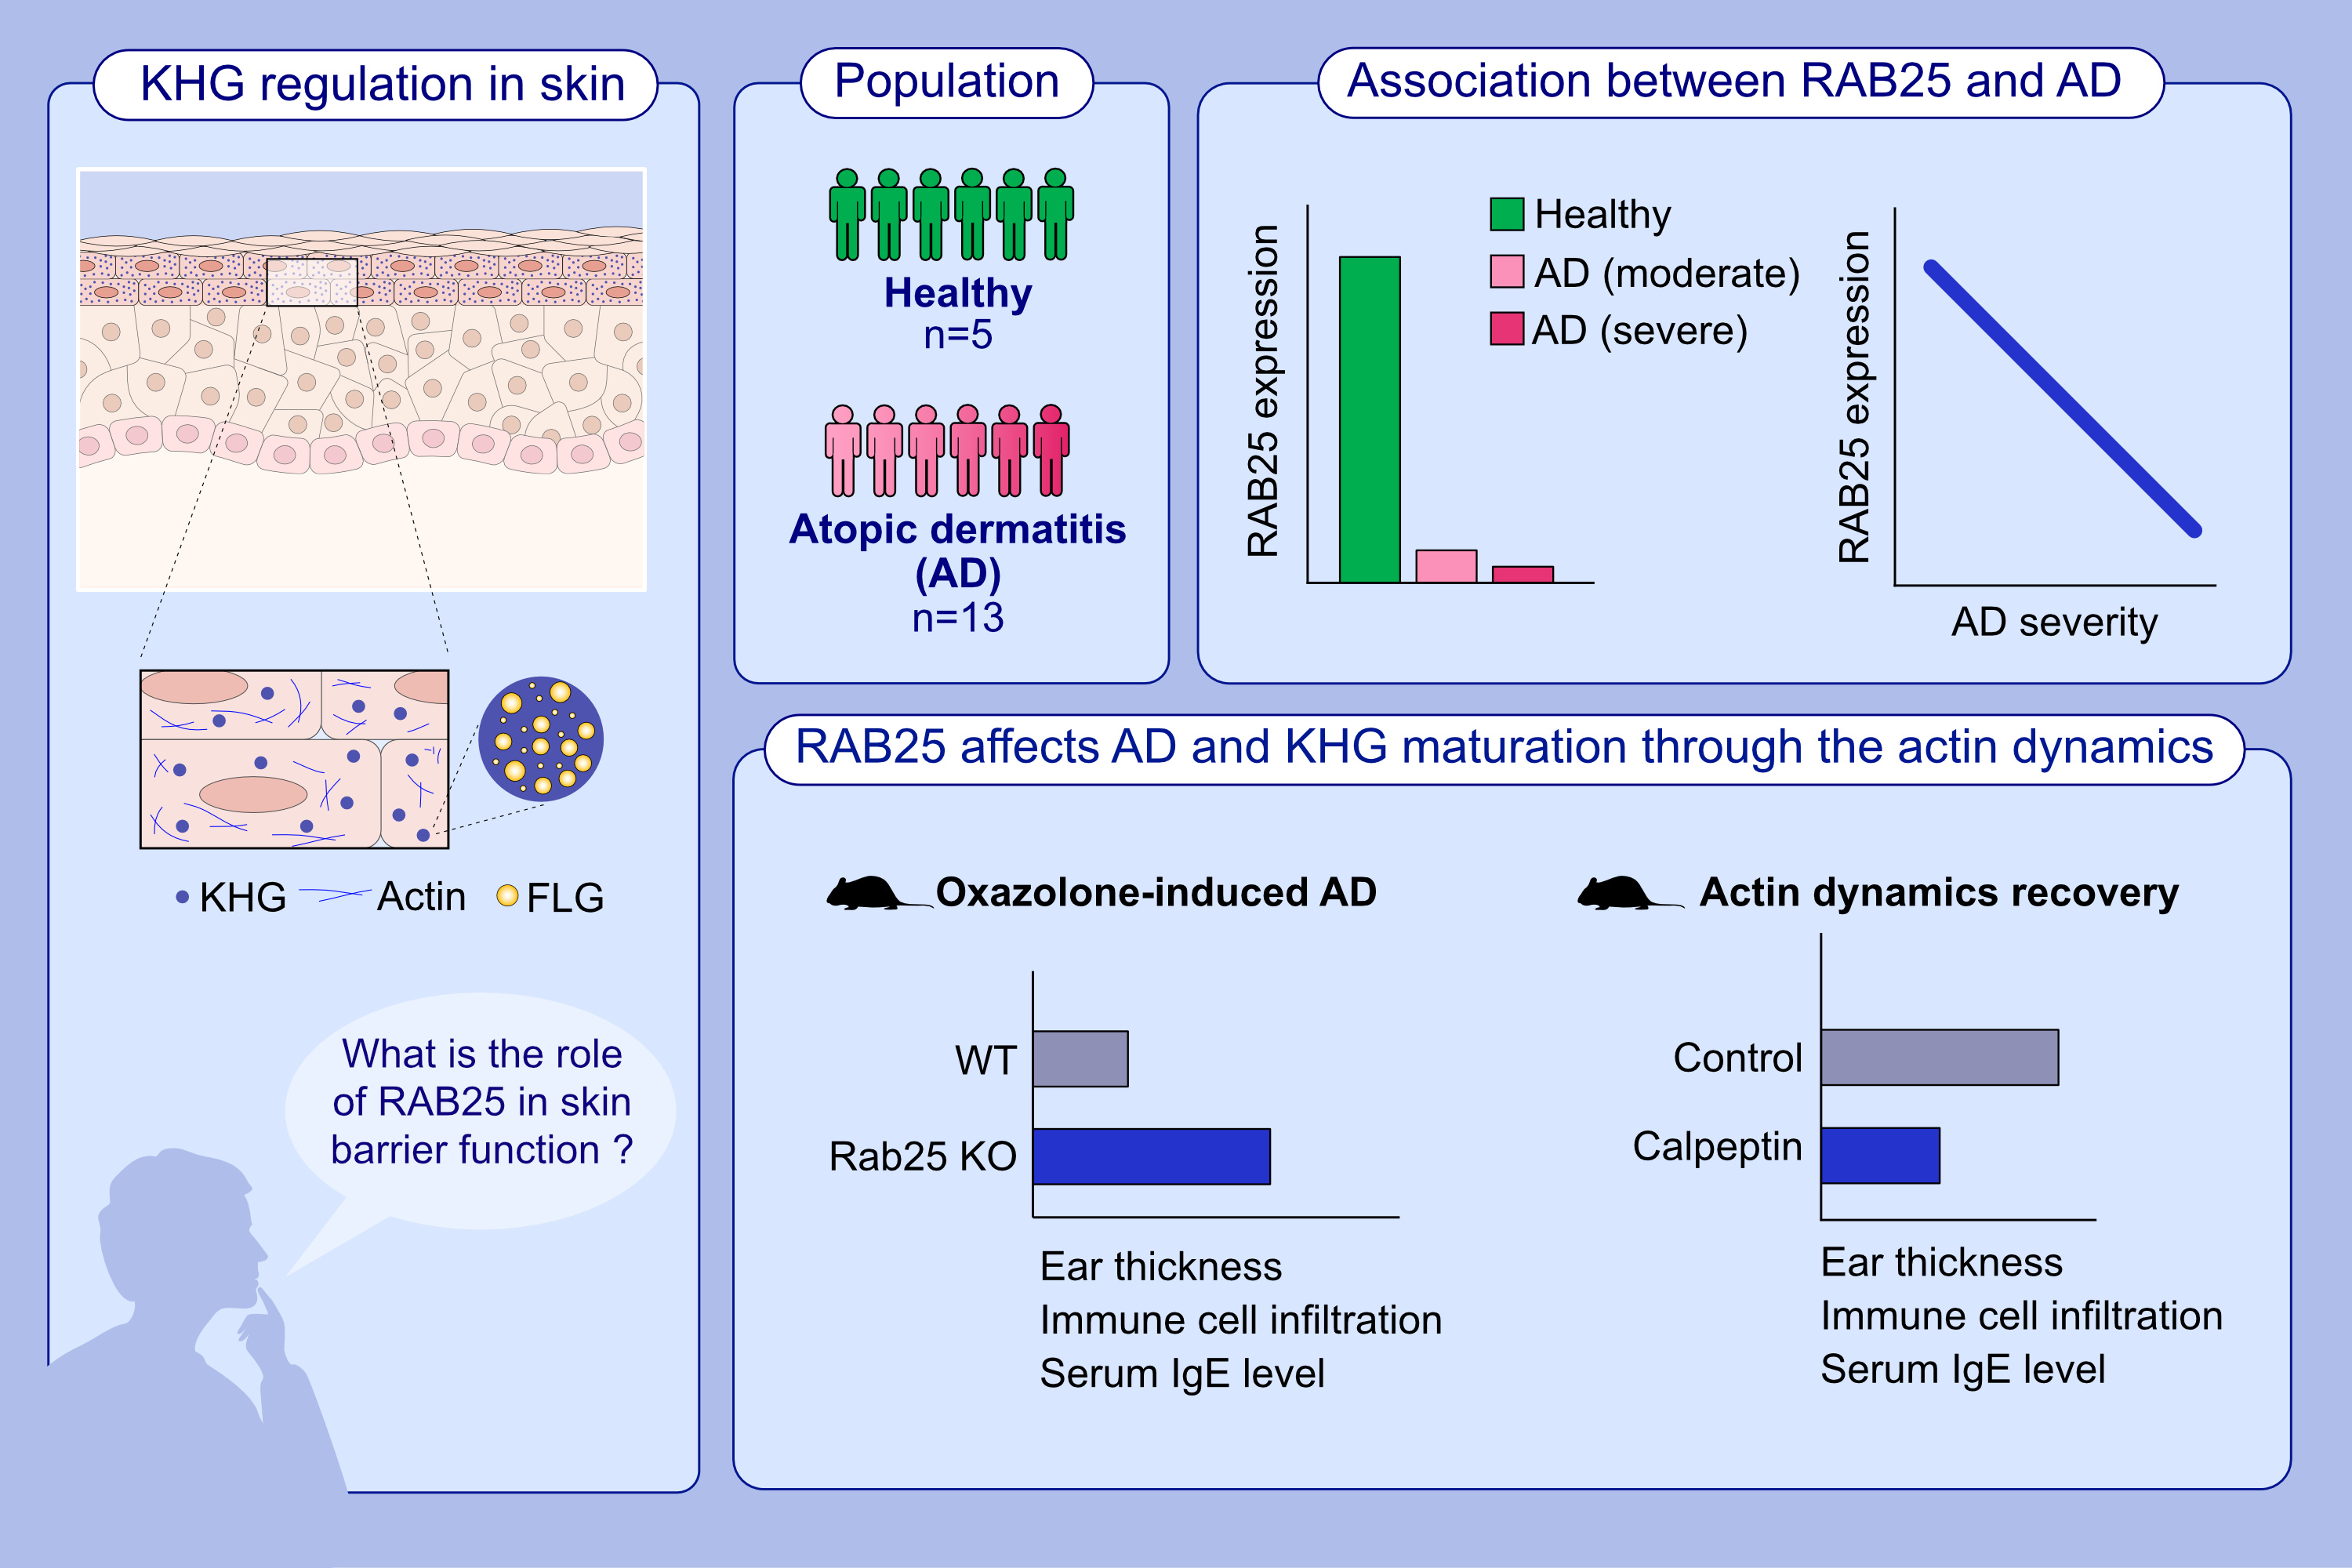 KHG regulation in skin
KHG
Actin
FLG
What is the role
of RAB25 in skin
barrier function ?
Population
Healthy
n=5
Atopic dermatitis
(AD)
n=13
Association between RAB25 and AD
RAB25 expression
Healthy
AD (moderate)
AD (severe)
RAB25 expression
AD severity
RAB25 affects AD and KHG maturation through the actin dynamics
Oxazolone-induced AD
WT
Rab25 KO
Ear thickness
Immune cell infiltration
Serum IgE level
Actin dynamics recovery
Control
Calpeptin
Ear thickness
Immune cell infiltration
Serum IgE level